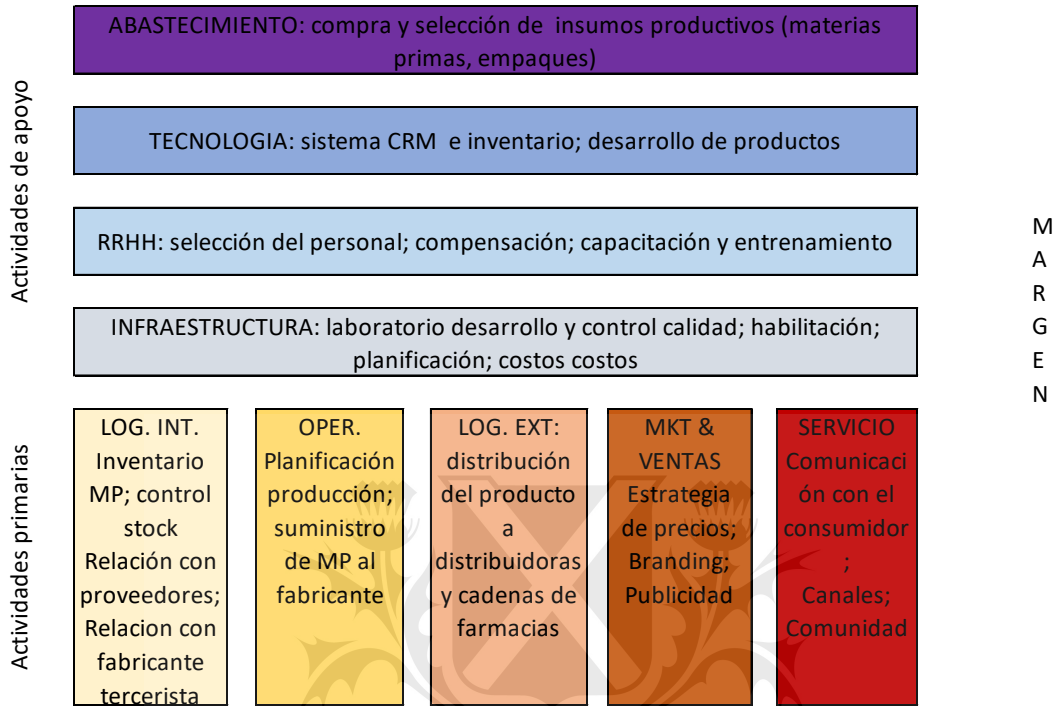 Actividades de apoyo
ABASTECIMIENTO: compra y selección de insumos productivos (materias
primas, empaques)
TECNOLOGIA: sistema CRM e inventario; desarrollo de productos
RRHH: selección del personal; compensación; capacitación y entrenamiento
INFRAESTRUCTURA: laboratorio desarrollo y control calidad; habilitación;
planificación; costos costos
M
A
R
G
E
N
Actividades primarias
LOG. INT.
Inventario
MP; control
stock
Relación con
proveedores;
Relacion con
fabricante
tercerista
OPER.
Planificación
producción;
suministro
de MP al
fabricante
LOG. EXT:
distribución
del producto
a
distribuidoras
y cadenas de
farmacias
MKT &
VENTAS
Estrategia
de precios;
Branding;
Publicidad
SERVICIO
Comunicaci
ón con el
consumidor
;
Canales;
Comunidad